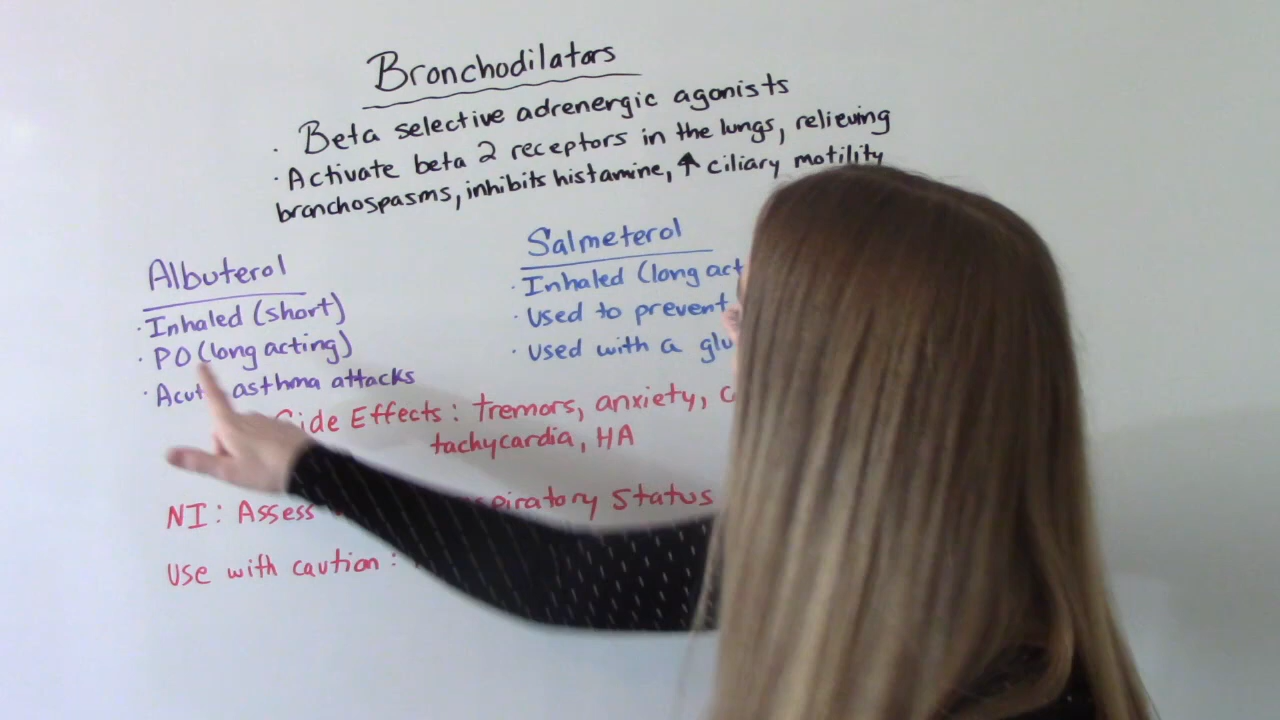 Bronchodilators
· Beta selective adrenergic agonists
· Activate beta 2 receptors in the lungs, relieving
bronchospasms, inhibits histamine, ↑ ciliary motility
Albuterol
· Inhaled (short)
· PO (long acting)
· asthma attacks
Salmeterol
· Inhaled (long act
· Used to prevent
· Used with a glu
Side Effects: tremors, anxiety, c
tachycardia, HA
NI: Assess status
Use with caution: